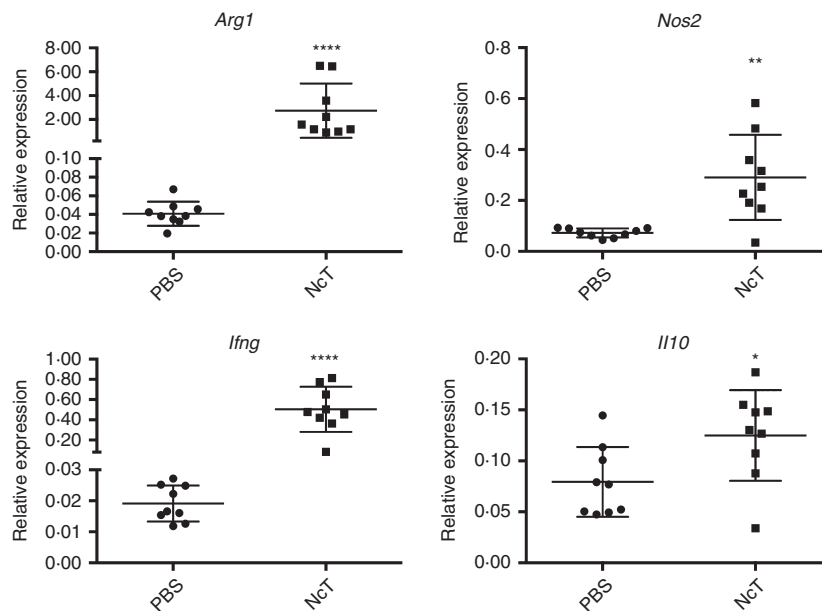 Arg1
Relative expression
8·00
6·00
4·00
2·00
0·10
0·08
0·06
0·04
0·02
0·00
****
PBS
NcT
Nos2
Relative expression
0·8
0·6
0·4
0·2
0·0
**
PBS
NcT
Ifng
Relative expression
1·00
0·80
0·60
0·40
0·20
0·03
0·02
0·01
0·00
****
PBS
NcT
Il10
Relative expression
0·20
0·15
0·10
0·05
0·00
*
PBS
NcT